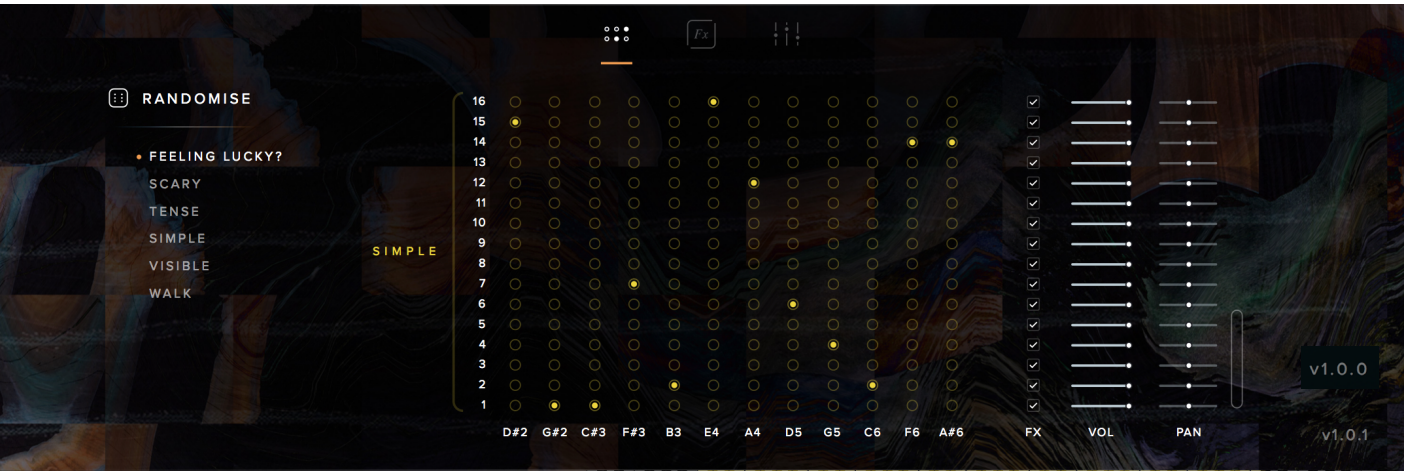 Fx
RANDOMISE
FEELING LUCKY?
SCARY
TENSE
SIMPLE
VISIBLE
WALK
SIMPLE
16
15
14
13
12
11
10
9
8
7
6
5
4
3
2
1
D#2 G#2 C#3 F#3 B3 E4 A4 D5 G5 C6 F6 A#6 FX VOL PAN
v1.0.0
v1.0.1